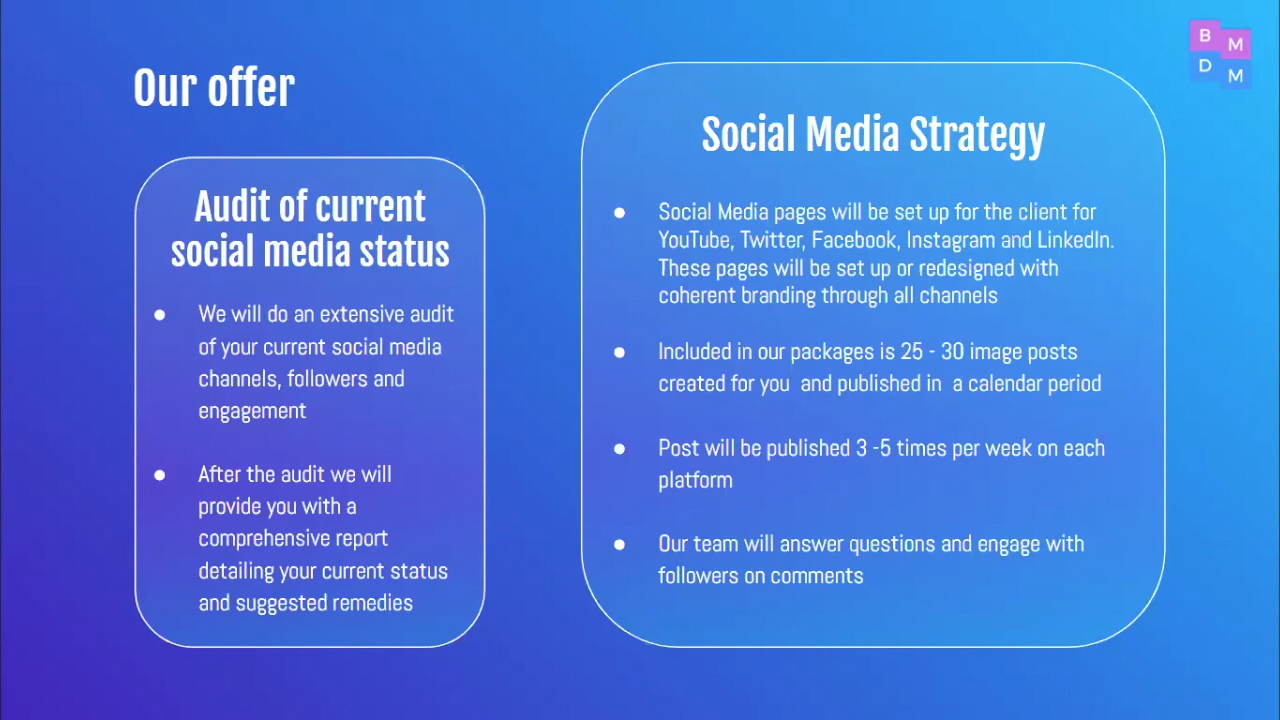 Our offer
Audit of current
social media status
● We will do an extensive audit
of your current social media
channels, followers and
engagement
● After the audit we will
provide you with a
comprehensive report
detailing your current status
and suggested remedies
Social Media Strategy
● Social Media pages will be set up for the client for
YouTube, Twitter, Facebook, Instagram and LinkedIn.
These pages will be set up or redesigned with
coherent branding through all channels
● Included in our packages is 25 - 30 image posts
created for you  and published in  a calendar period
● Post will be published 3 -5 times per week on each
platform
● Our team will answer questions and engage with
followers on comments
B M
D M